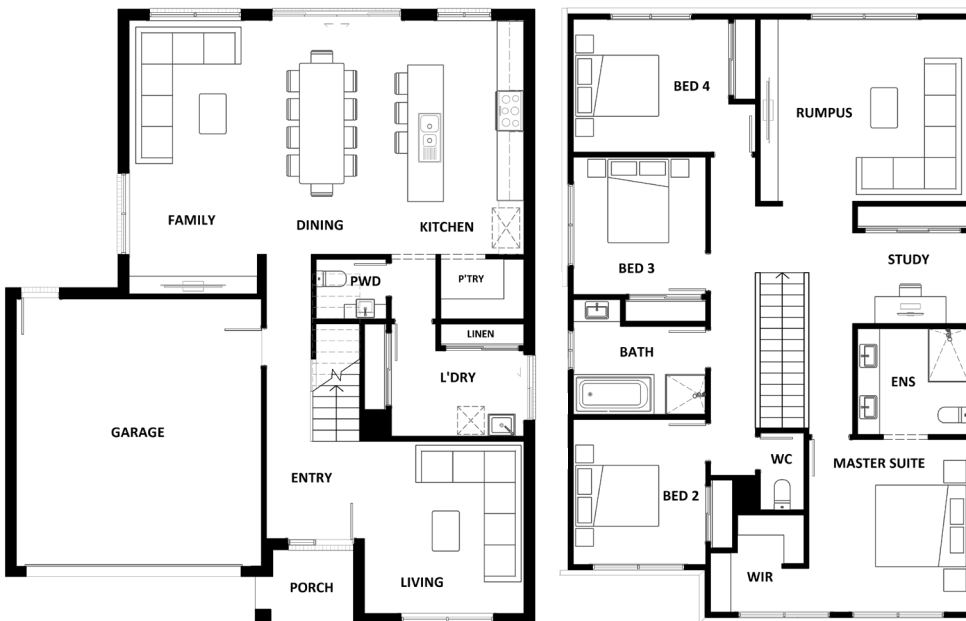 FAMILY
DINING
KITCHEN
PWD
P'TRY
LINEN
L'DRY
GARAGE
ENTRY
PORCH
LIVING
BED 4
RUMPUS
BED 3
STUDY
BATH
ENS
WC
MASTER SUITE
BED 2
WIR